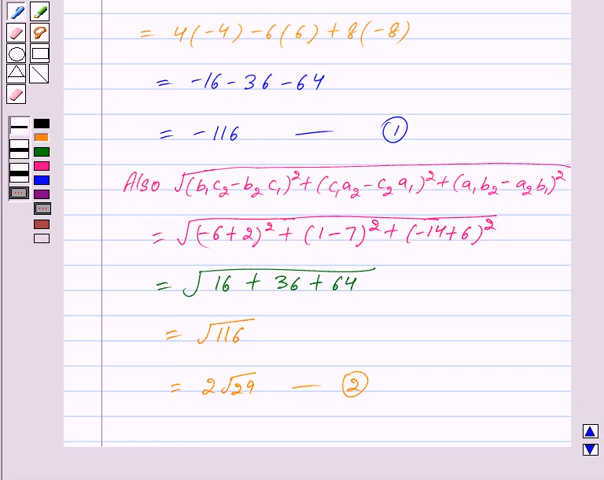 = 4(-4) - 6(6) + 8(-8)
= -16 - 36 - 64
= -116 — ①
Also √(b₁c₂ - b₂c₁)² + (c₁a₂ - c₂a₁)² + (a₁b₂ - a₂b₁)²
= √(-6+2)² + (1-7)² + (-14+6)²
= √16 + 36 + 64
= √116
= 2√29 — ②